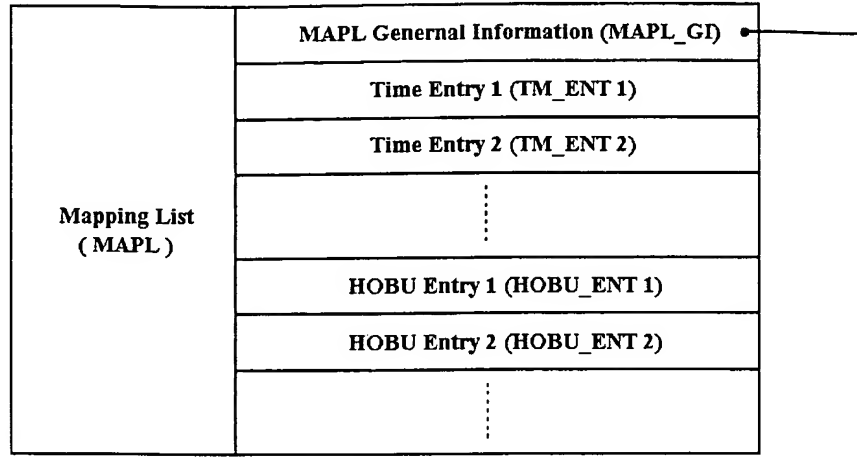 MAPL Genernal Information (MAPL_GI)
Time Entry 1 (TM_ENT 1)
Time Entry 2 (TM_ENT 2)
Mapping List
( MAPL )
HOBU Entry 1 (HOBU_ENT 1)
HOBU Entry 2 (HOBU_ENT 2)